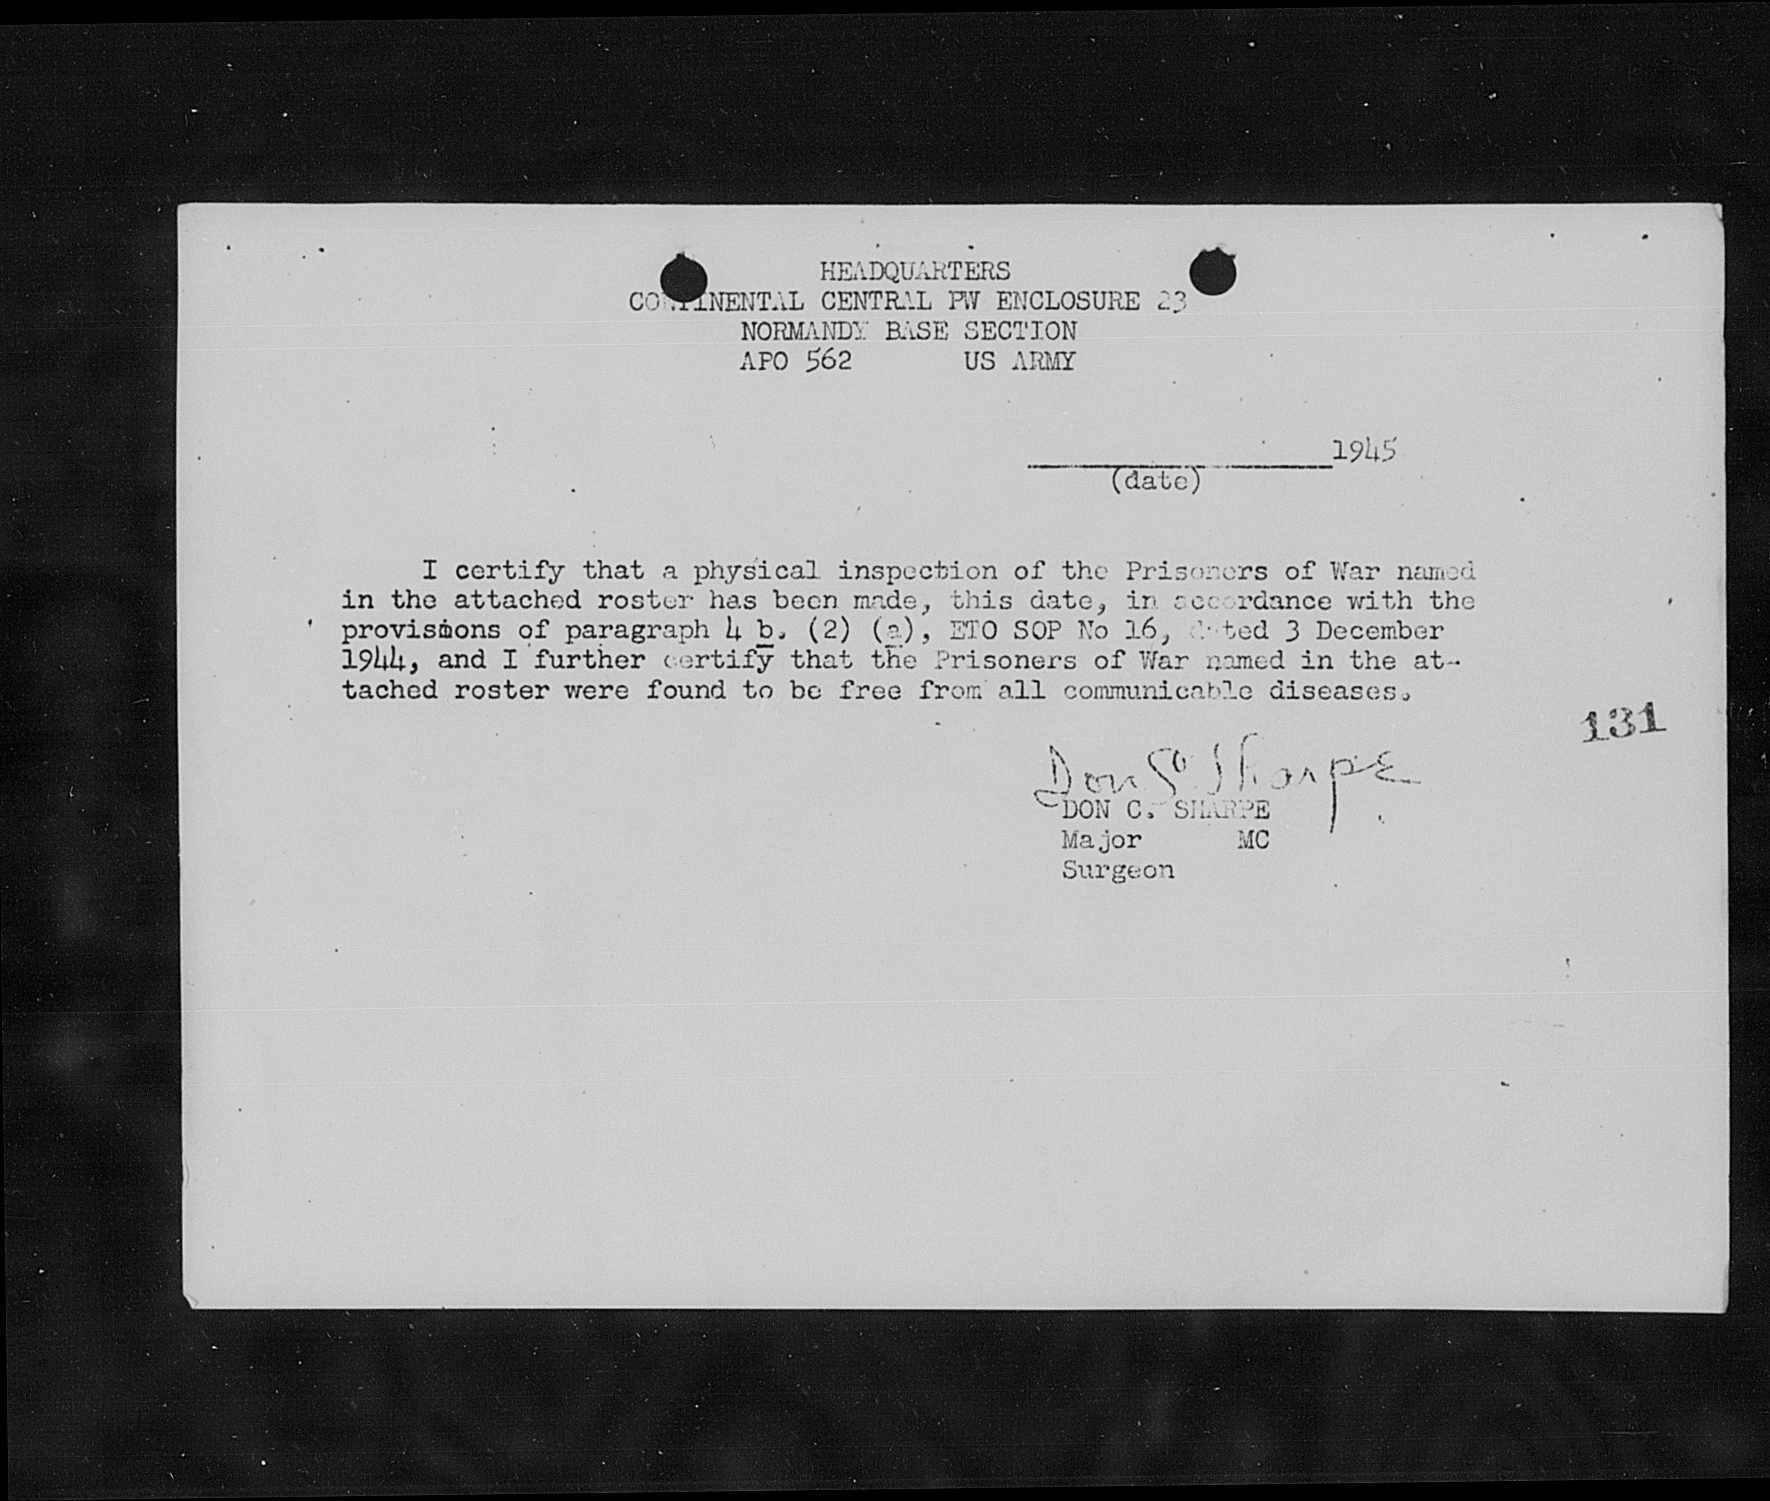 HEADQUARTERS
CONTINENTAL CENTRAL PW ENCLOSURE 23
NORMANDY BASE SECTION
APO 562 US ARMY
1945
(date)
I certify that a physical inspection of the Prisoners of War named
in the attached roster has been made, this date, in accordance with the
provisions of paragraph 4 b. (2) (a), ETO SOP No 16, dated 3 December
1944, and I further certify that the Prisoners of War named in the at-
tached roster were found to be free from all communicable diseases.
131
Don C. Sharpe
DON C. SHARPE
Major MC
Surgeon